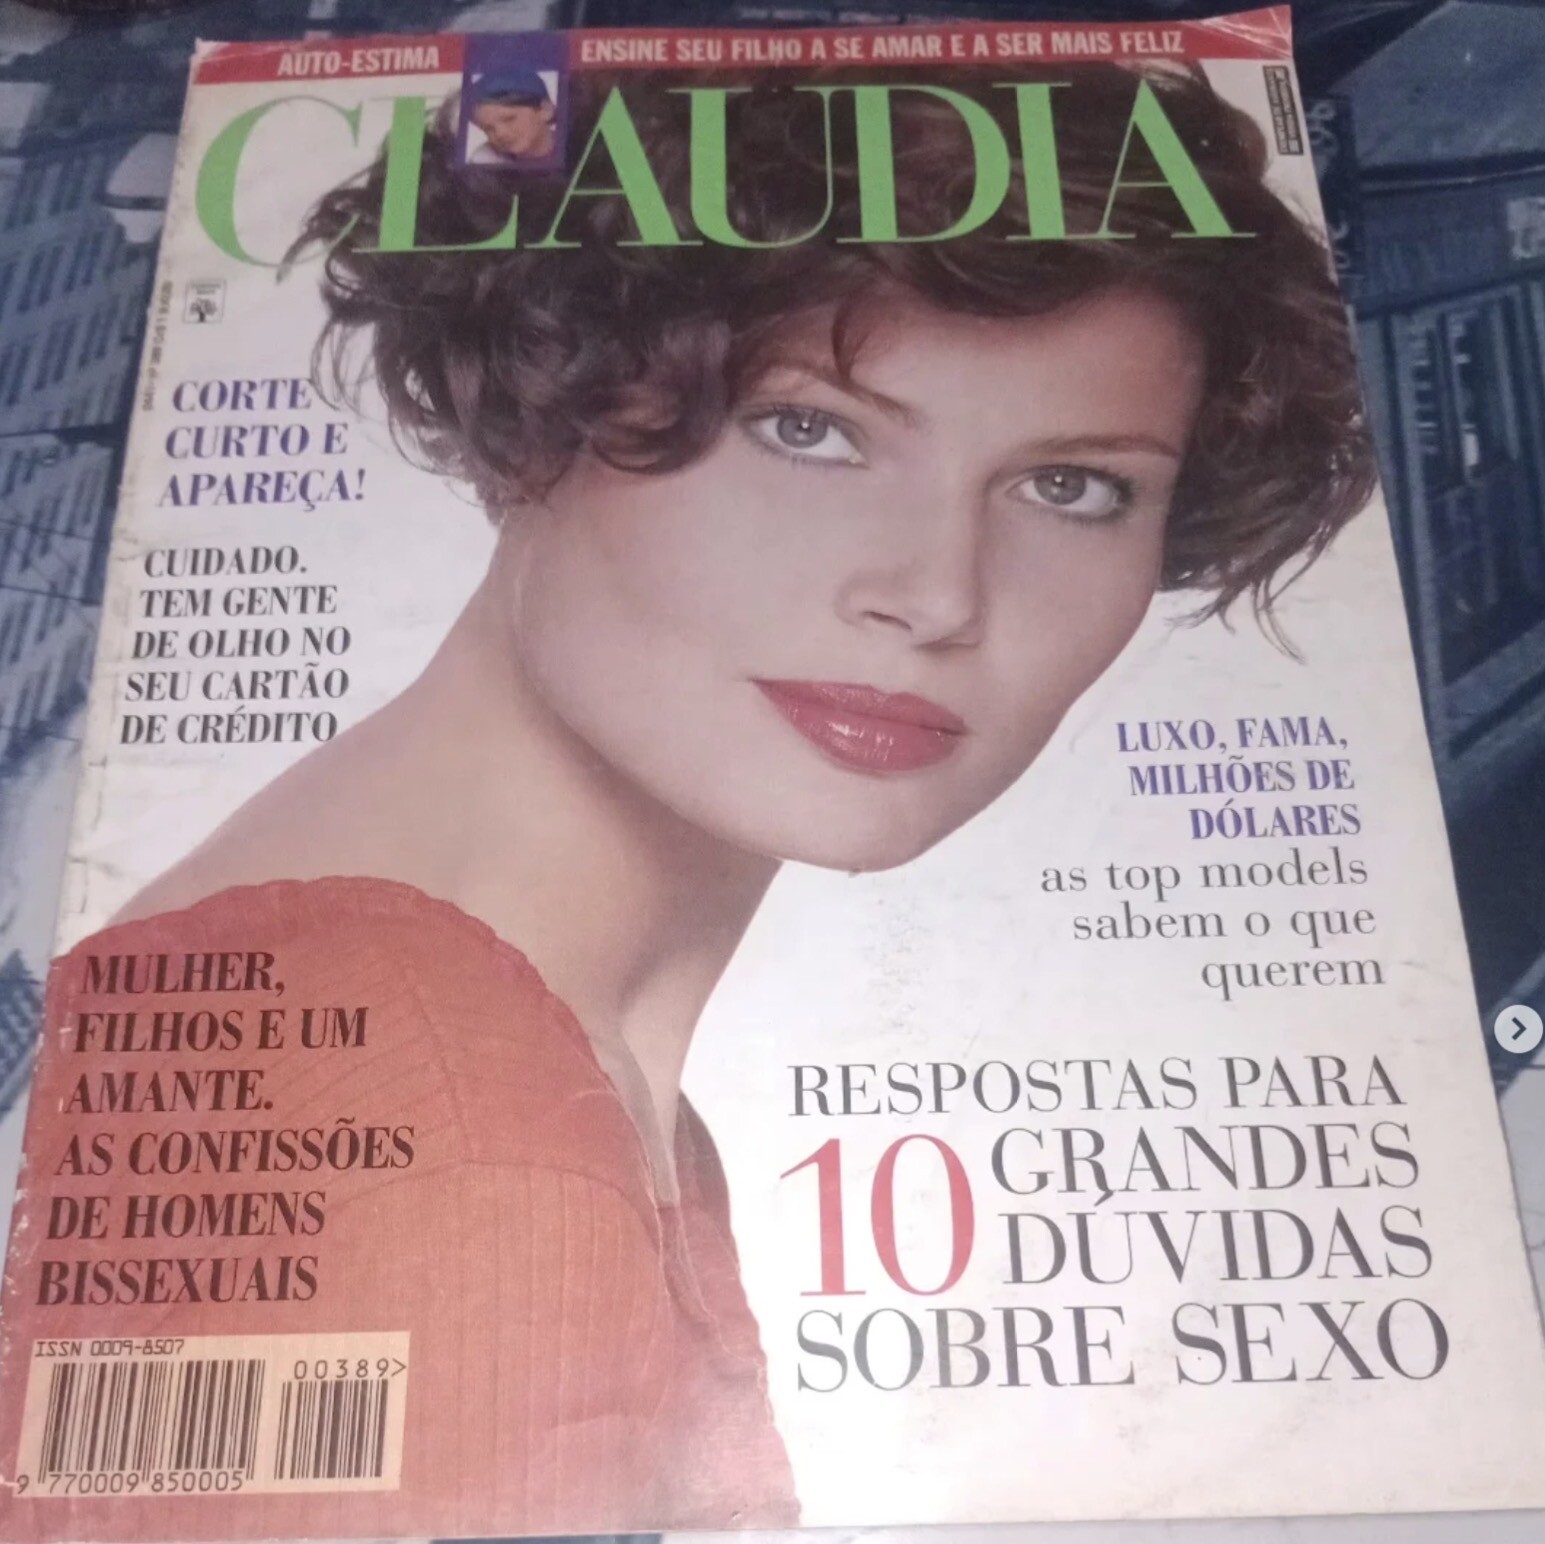 AUTO-ESTIMA
ENSINE SEU FILHO A SE AMAR E A SER MAIS FELIZ
CLAUDIA
CORTE
CURTO E
APAREÇA!
CUIDADO.
TEM GENTE
DE OLHO NO
SEU CARTÃO
DE CRÉDITO
LUXO, FAMA,
MILHÕES DE
DÓLARES
as top models
sabem o que
querem
MULHER,
FILHOS E UM
AMANTE.
AS CONFISSÕES
DE HOMENS
BISSEXUAIS
RESPOSTAS PARA
10 GRANDES
DÚVIDAS
SOBRE SEXO
ISSN 0009-8507
00389>
9 770009 850005